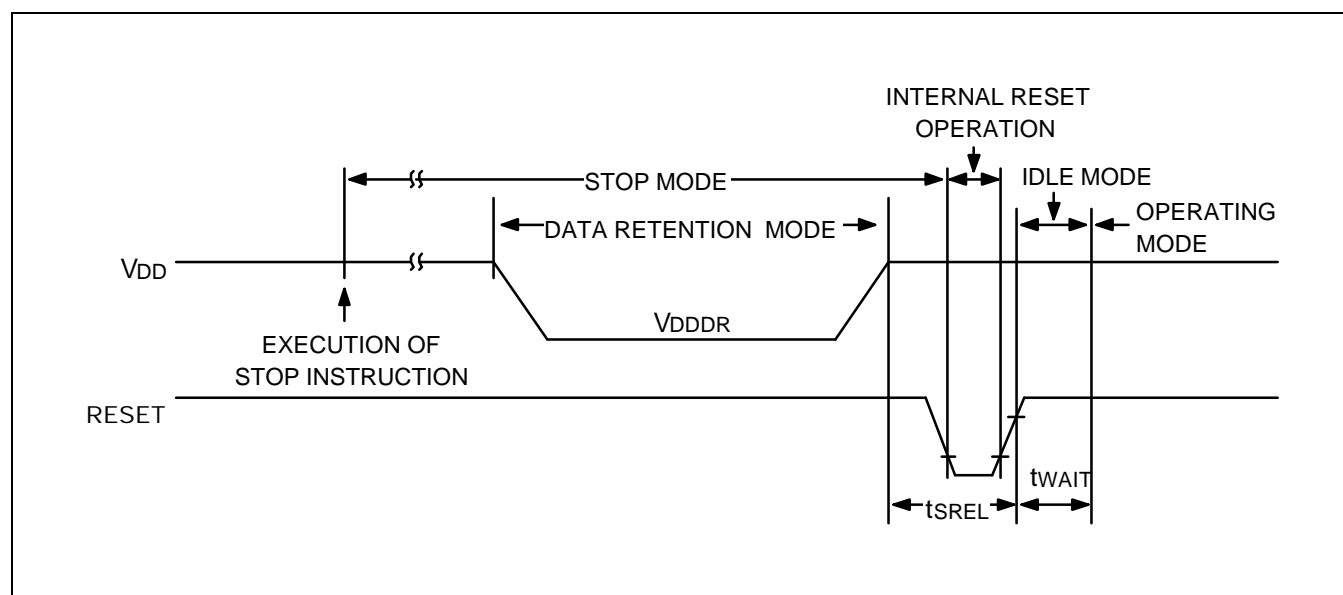 INTERNAL RESET
OPERATION
STOP MODE
IDLE MODE
DATA RETENTION MODE
OPERATING
MODE
VDD
VDDDR
EXECUTION OF
STOP INSTRUCTION
RESET
tWAIT
tSREL